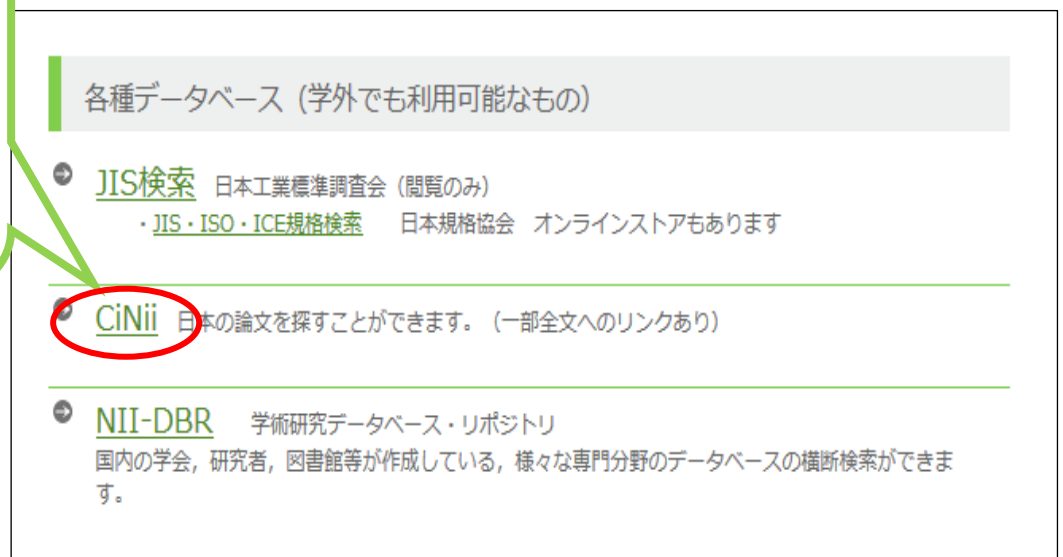 各種データベース（学外でも利用可能なもの）
JIS検索 日本工業標準調査会（閲覧のみ）
・JIS・ISO・ICE規格検索 日本規格協会 オンラインストアもあります
CiNii 日本の論文を探すことができます。（一部全文へのリンクあり）
NII-DBR 学術研究データベース・リポジトリ
国内の学会，研究者，図書館等が作成している，様々な専門分野のデータベースの横断検索ができま
す。